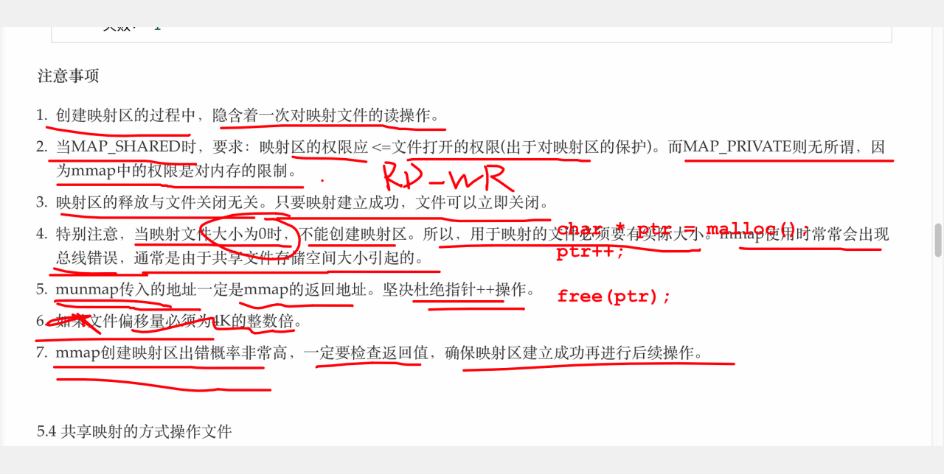 注意事项
1. 创建映射区的过程中，隐含着一次对映射文件的读操作。
2. 当MAP_SHARED时，要求：映射区的权限应 <=文件打开的权限(出于对映射区的保护)。而MAP_PRIVATE则无所谓，因
为mmap中的权限是对内存的限制。
RD-WR
3. 映射区的释放与文件关闭无关。只要映射建立成功，文件可以立即关闭。
4. 特别注意，当映射文件大小为0时，不能创建映射区。所以，用于映射的文件必须要有实际大小。mmap使用时常常会出现
char * ptr = malloc();
总线错误，通常是由于共享文件存储空间大小引起的。
ptr++;
5. munmap传入的地址一定是mmap的返回地址。坚决杜绝指针++操作。
free(ptr);
6. 如果文件偏移量必须为4K的整数倍。
7. mmap创建映射区出错概率非常高，一定要检查返回值，确保映射区建立成功再进行后续操作。
5.4 共享映射的方式操作文件